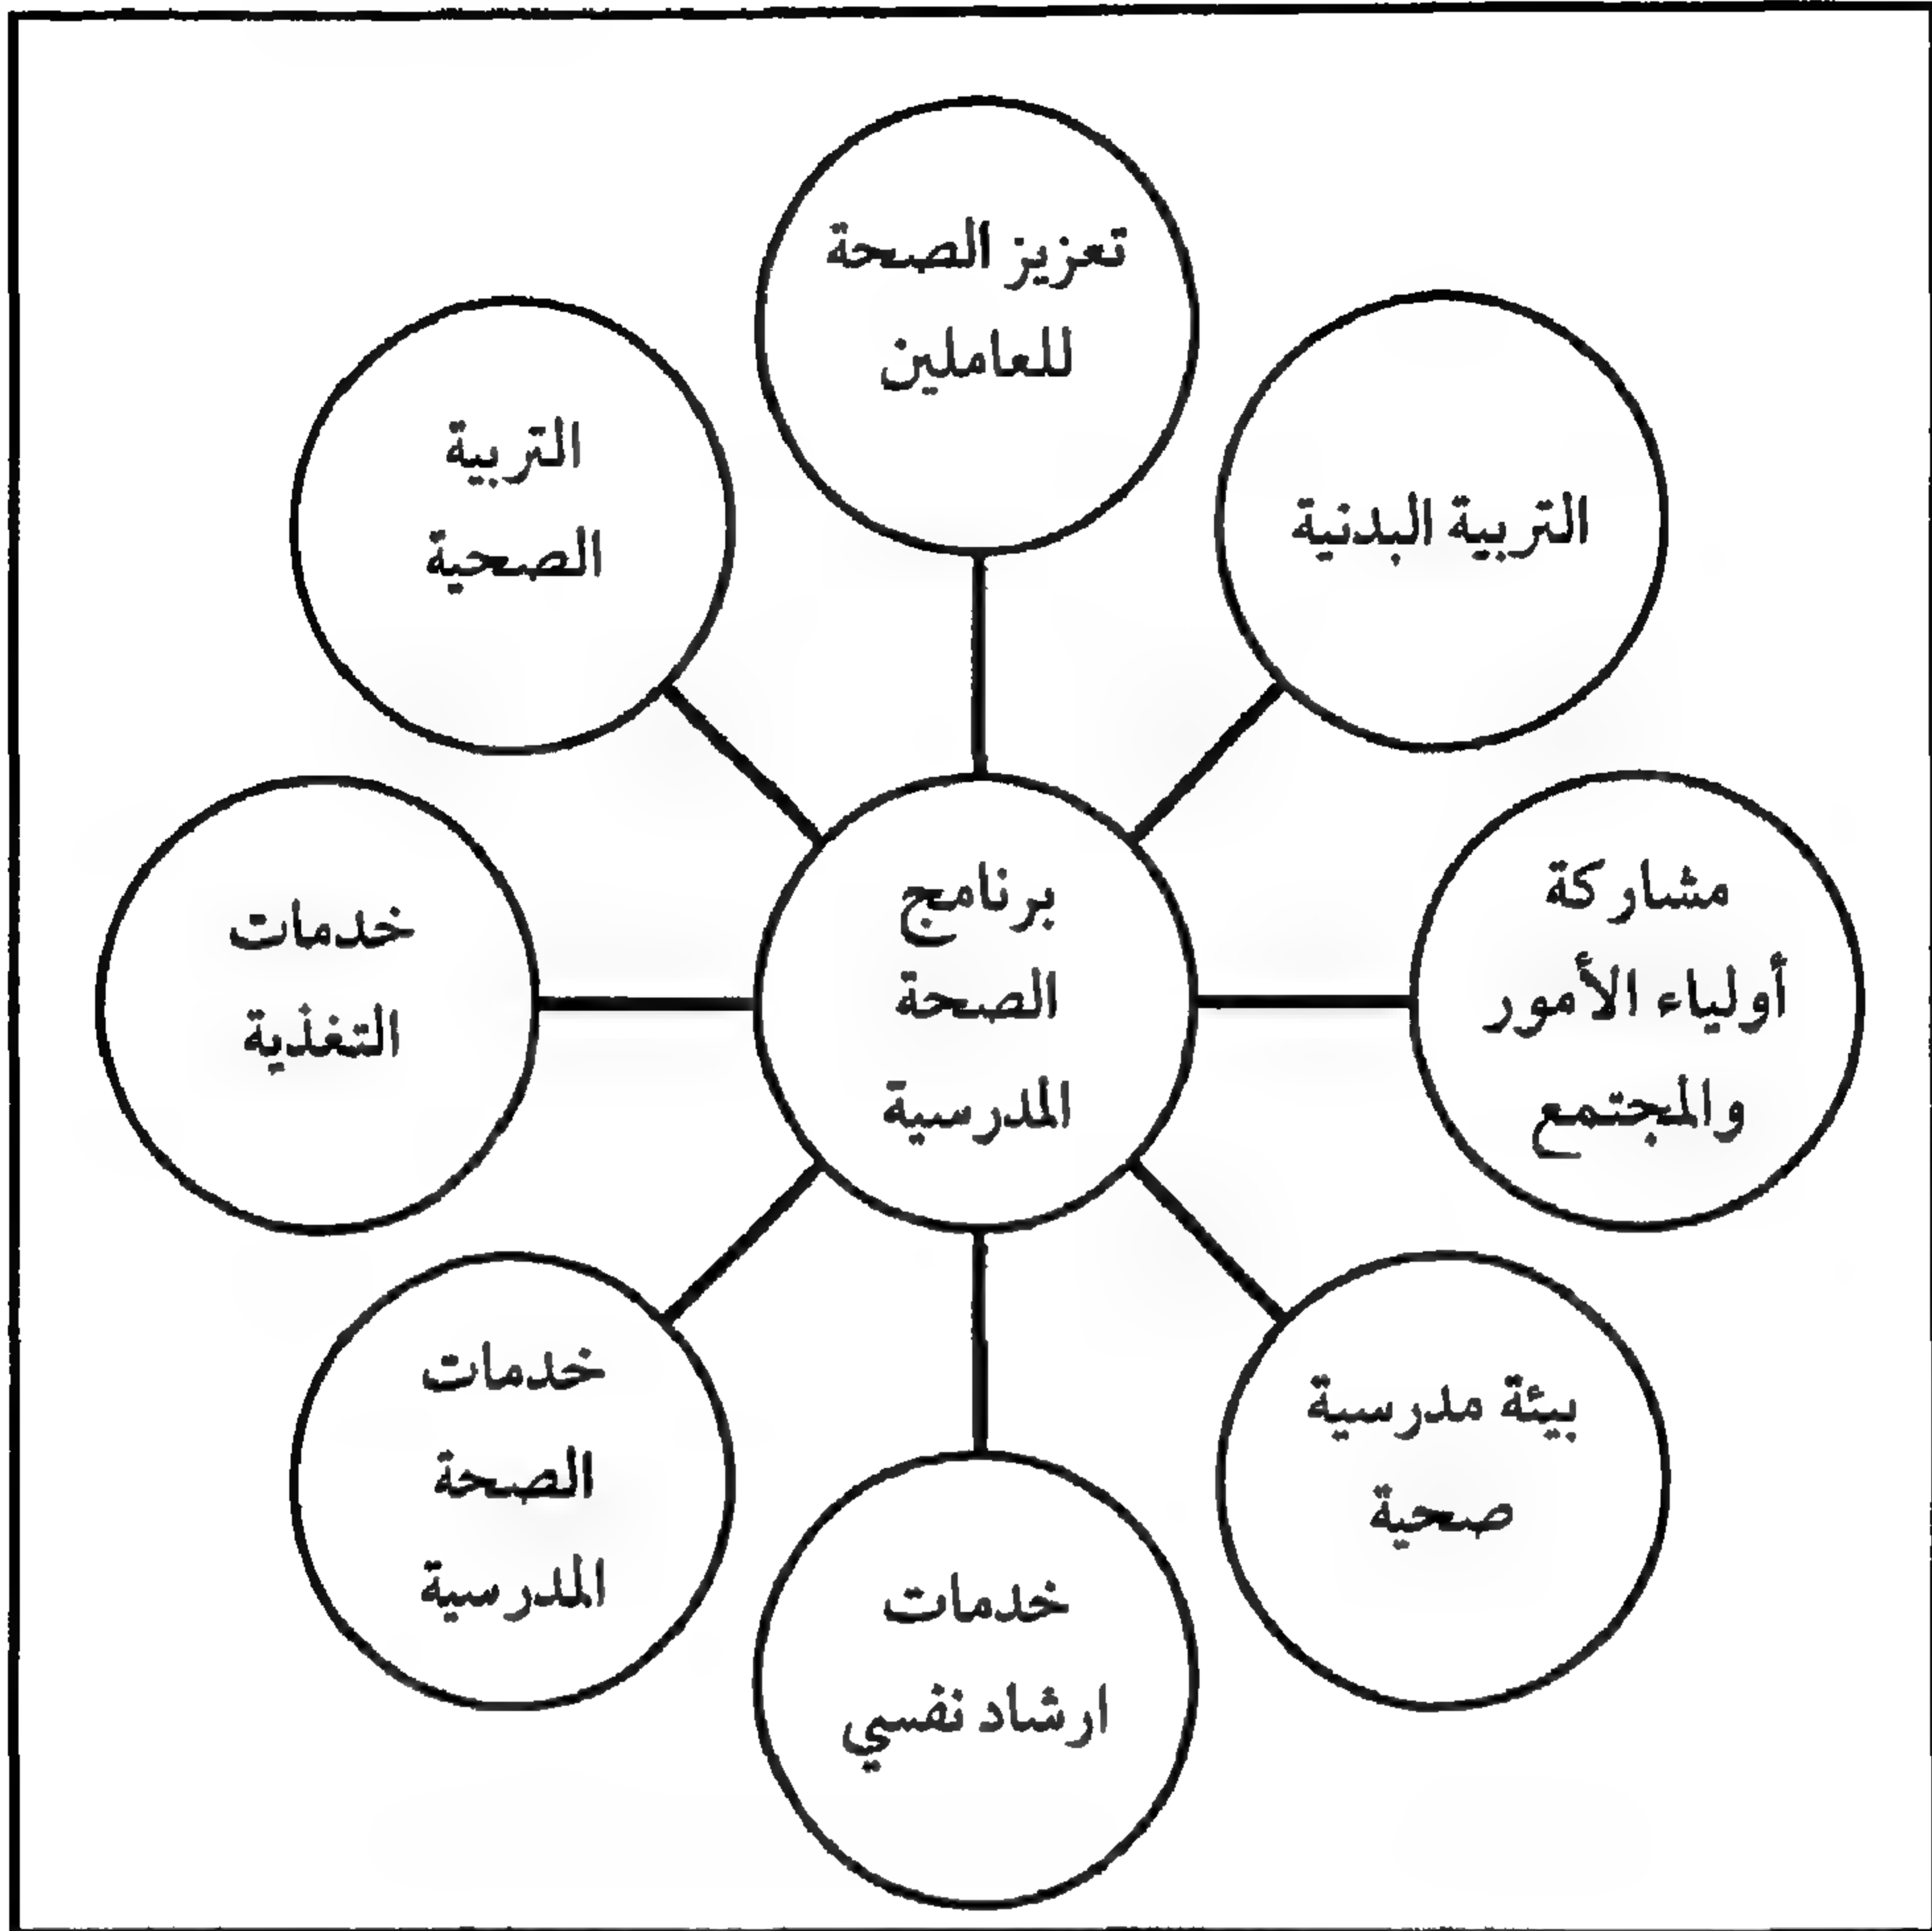 تعزيز الصحة
للعاملين
التربية البدنية
التربية
الصحية
مشاركة
أولياء الأمور
والمجتمع
برنامج
الصحة
المدرسية
خدمات
التغذية
بيئة مدرسية
صحية
خدمات
الصحة
المدرسية
خدمات
ارشاد نفسي